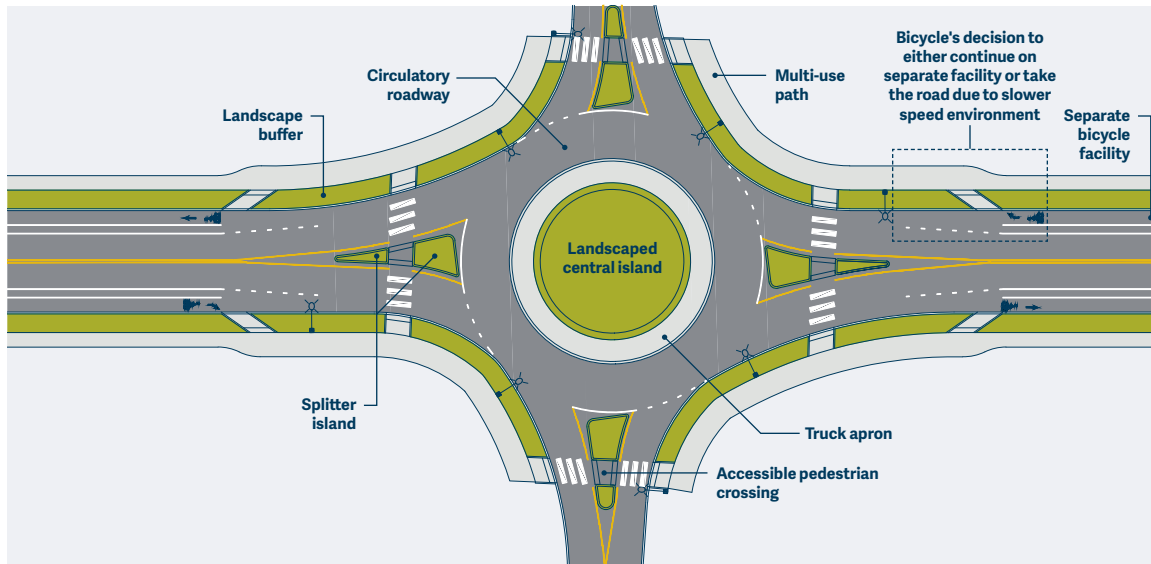 Bicycle's decision to
either continue on
separate facility or take
the road due to slower
speed environment
Circulatory
roadway
Multi-use
path
Landscape
buffer
Separate
bicycle
facility
Landscaped
central island
Splitter
island
Truck apron
Accessible pedestrian
crossing